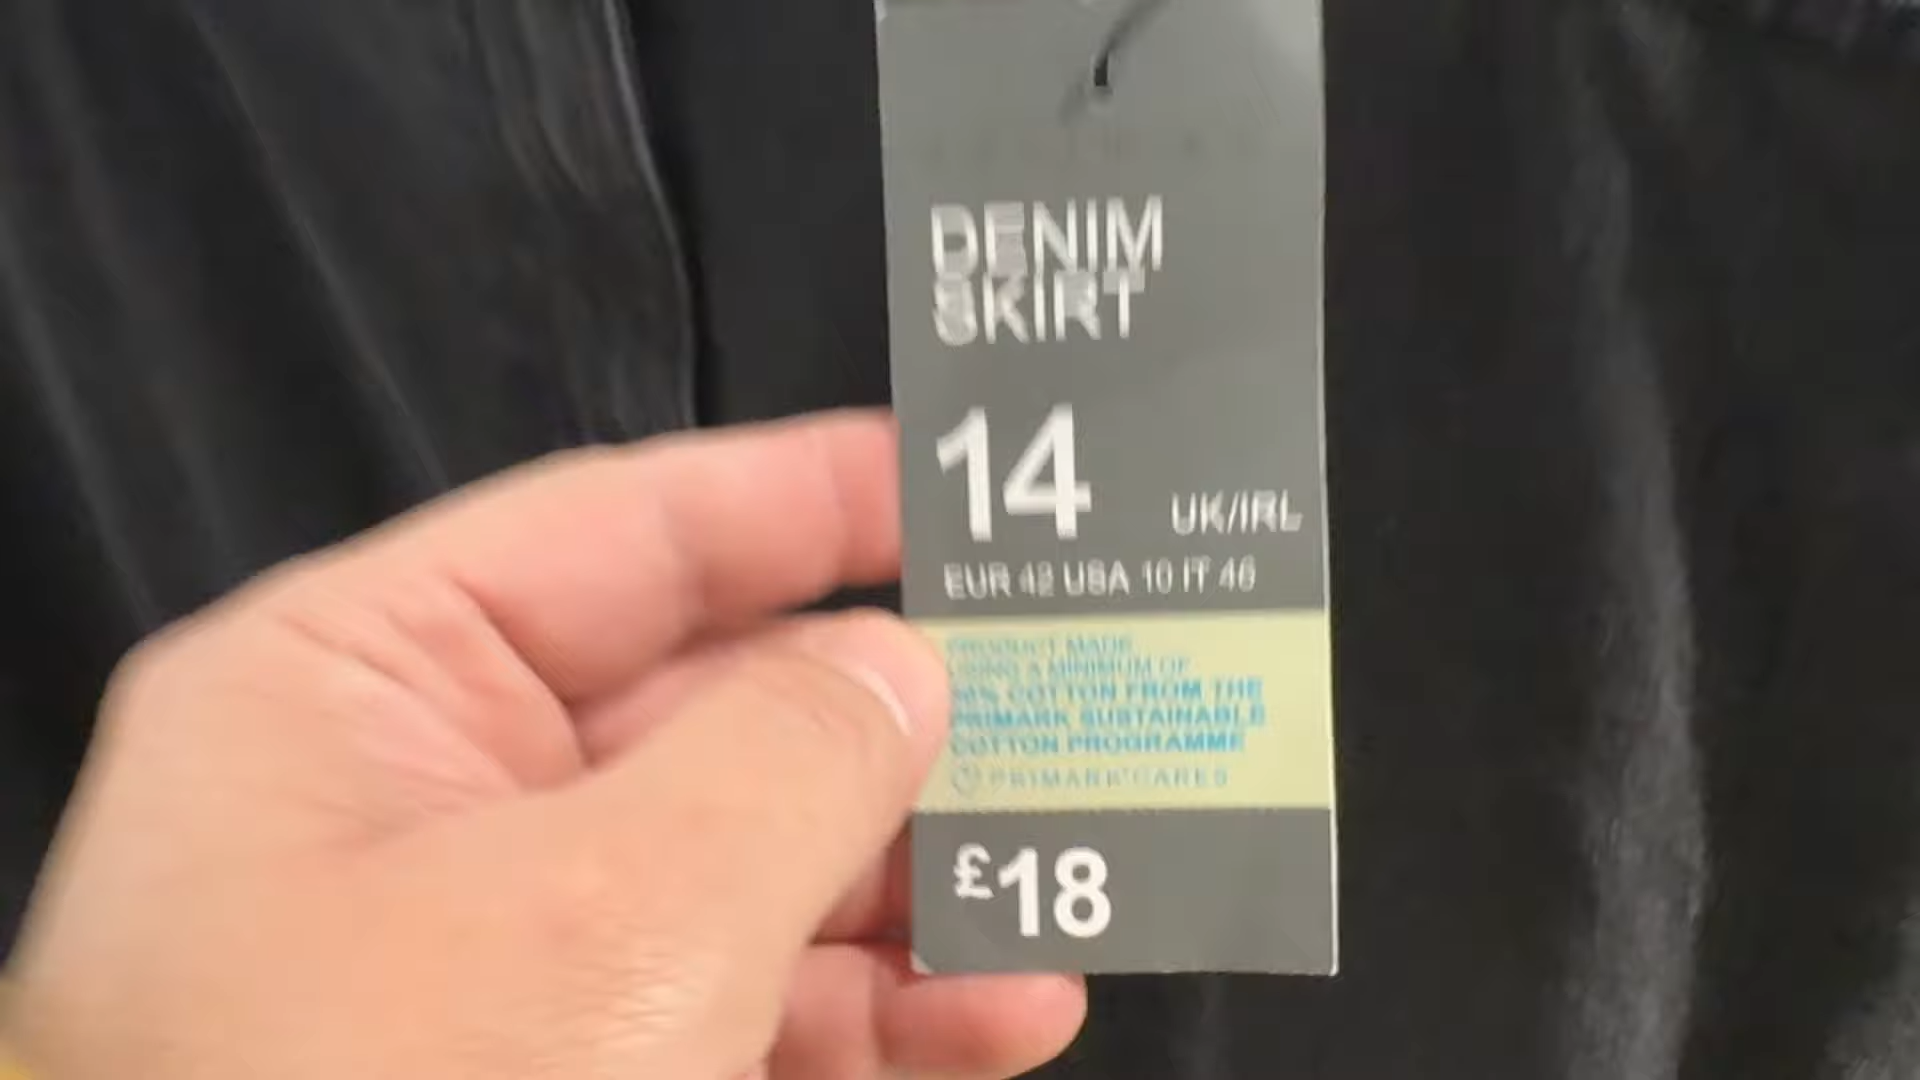 DENIM
SKIRT
14 UK/IRL
EUR 42 USA 10 IT 46
PRODUCT MADE
USING A MINIMUM OF
COTTON FROM THE
PRIMARK SUSTAINABLE
COTTON PROGRAMME
PRIMARK CARES
£18